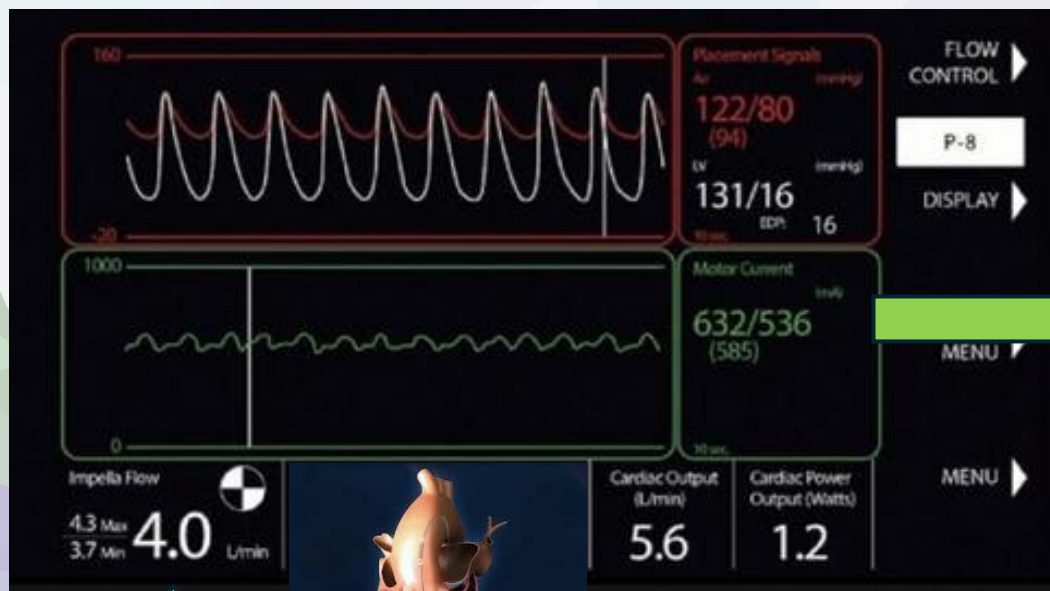 160
-20
Placement Signals
Ao (mmHg)
122/80
(94)
LV (mmHg)
131/16
EDP: 16
10 sec.
FLOW
CONTROL
P-8
DISPLAY
1000
0
Motor Current
(mA)
632/536
(585)
10 sec.
MENU
Impella Flow
4.3 Max
3.7 Min
4.0 L/min
Cardiac Output
(L/min)
5.6
Cardiac Power
Output (Watts)
1.2
MENU